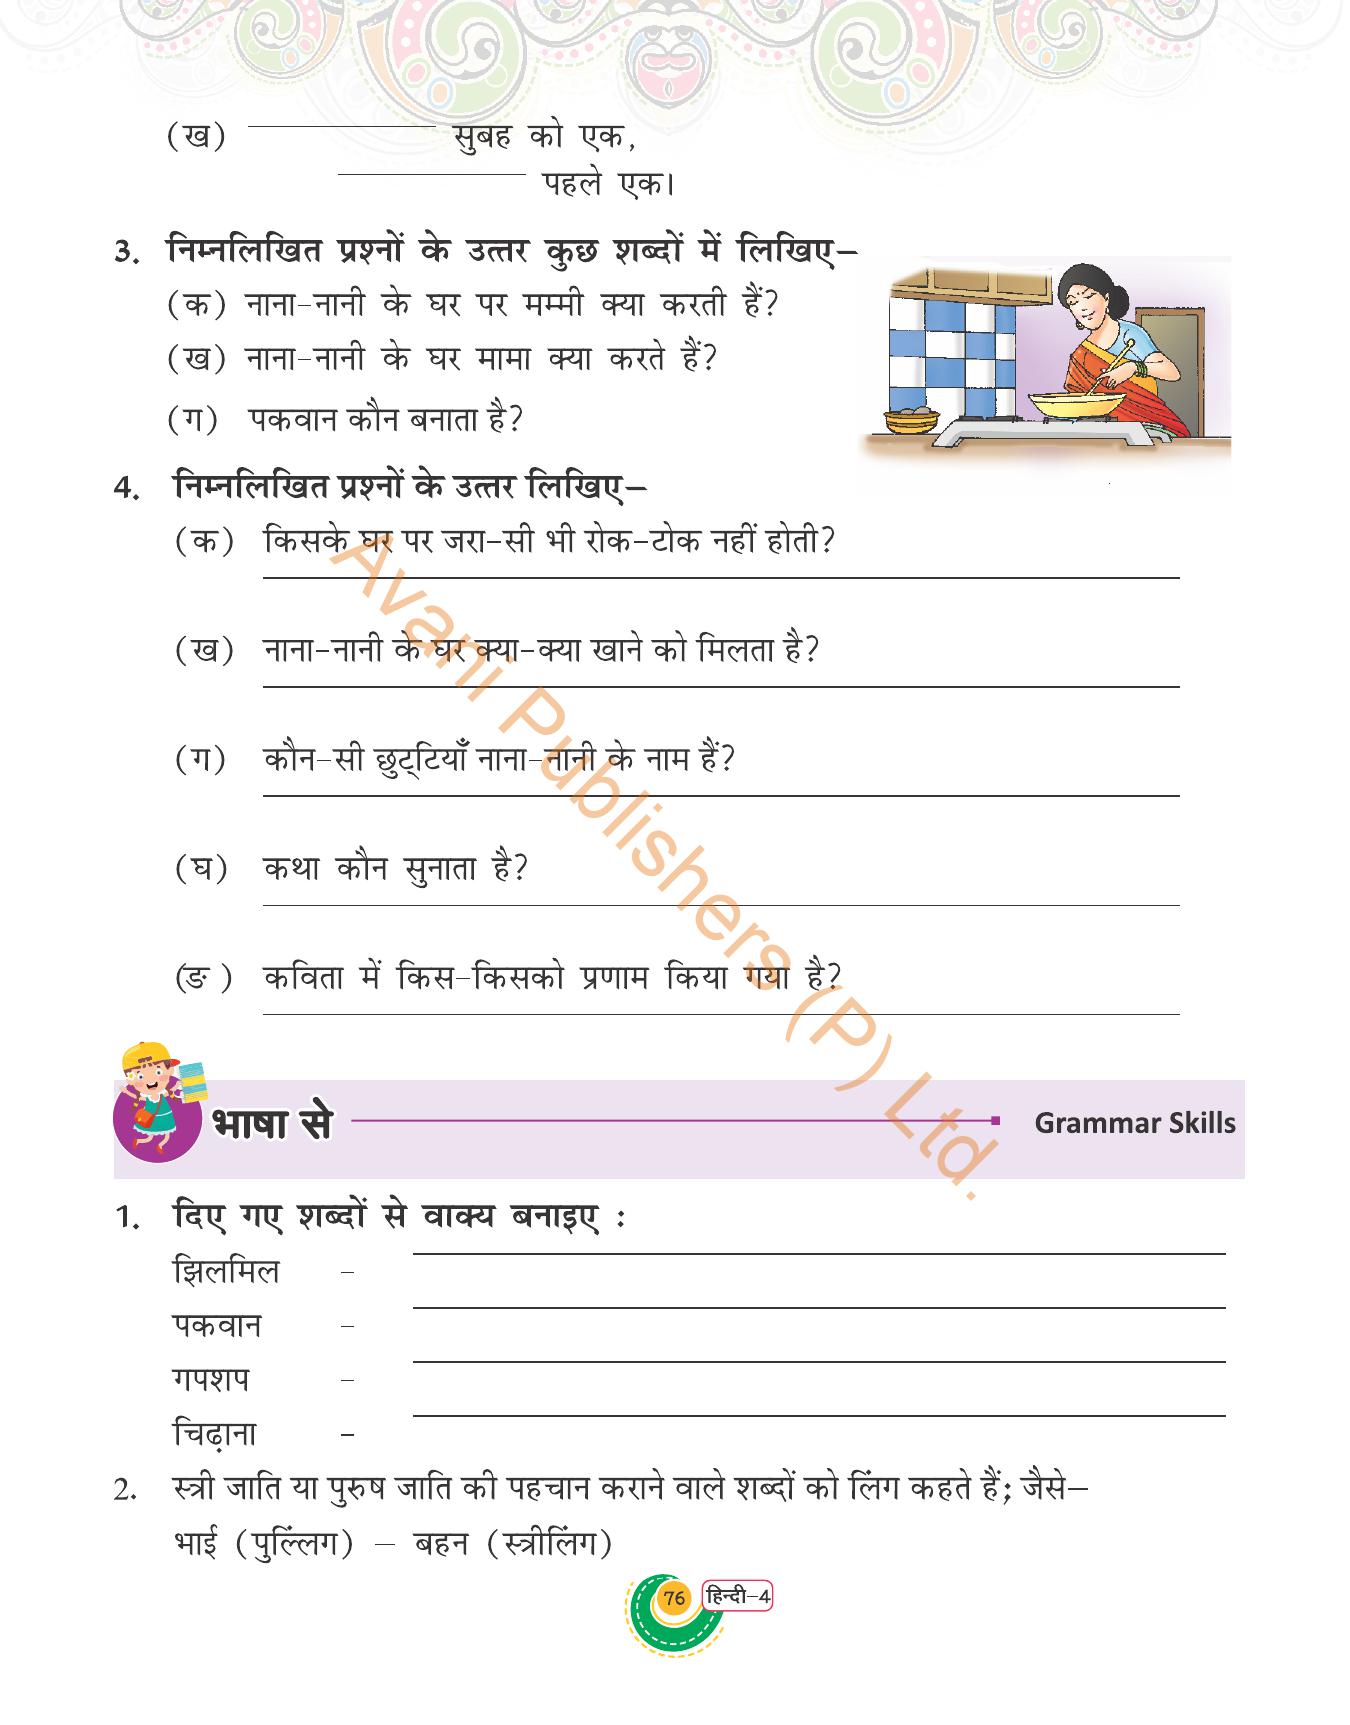 (ख) __________ सुबह को एक,
__________ पहले एक।
3. निम्नलिखित प्रश्नों के उत्तर कुछ शब्दों में लिखिए–
(क) नाना-नानी के घर पर मम्मी क्या करती हैं?
(ख) नाना-नानी के घर मामा क्या करते हैं?
(ग) पकवान कौन बनाता है?
4. निम्नलिखित प्रश्नों के उत्तर लिखिए–
(क) किसके घर पर जरा-सी भी रोक-टोक नहीं होती?
(ख) नाना-नानी के घर क्या-क्या खाने को मिलता है?
(ग) कौन-सी छुट्टियाँ नाना-नानी के नाम हैं?
(घ) कथा कौन सुनाता है?
(ङ) कविता में किस-किसको प्रणाम किया गया है?
Avani Publishers (P) Ltd.
भाषा से Grammar Skills
1. दिए गए शब्दों से वाक्य बनाइए :
झिलमिल -
पकवान -
गपशप -
चिढ़ाना -
2. स्त्री जाति या पुरुष जाति की पहचान कराने वाले शब्दों को लिंग कहते हैं; जैसे–
भाई (पुल्लिंग) – बहन (स्त्रीलिंग)
76 हिन्दी-4